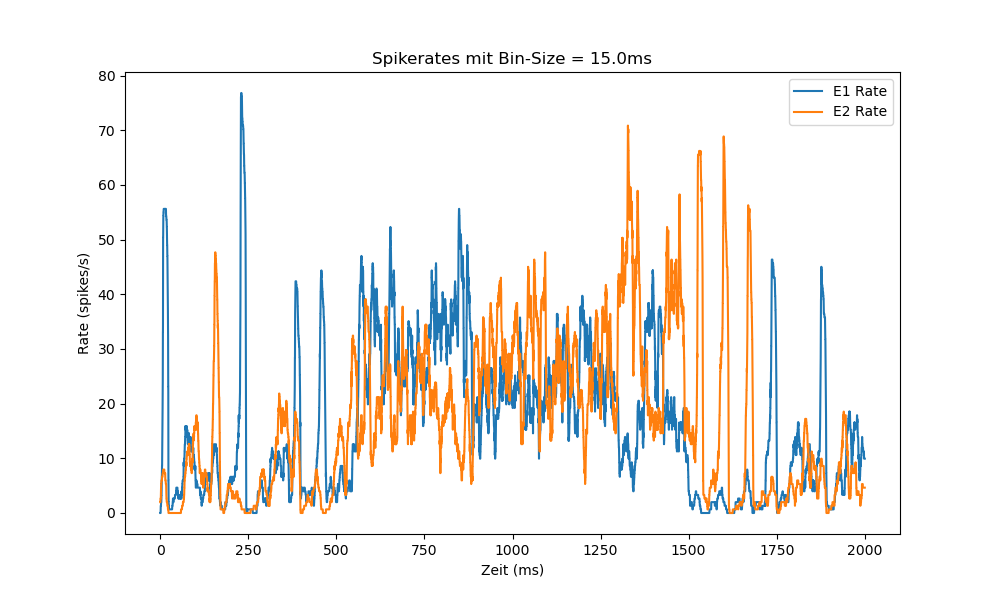 Spikerates mit Bin-Size = 15.0ms
E1 Rate
E2 Rate
80
70
60
50
40
30
20
10
0
Rate (spikes/s)
0 250 500 750 1000 1250 1500 1750 2000
Zeit (ms)